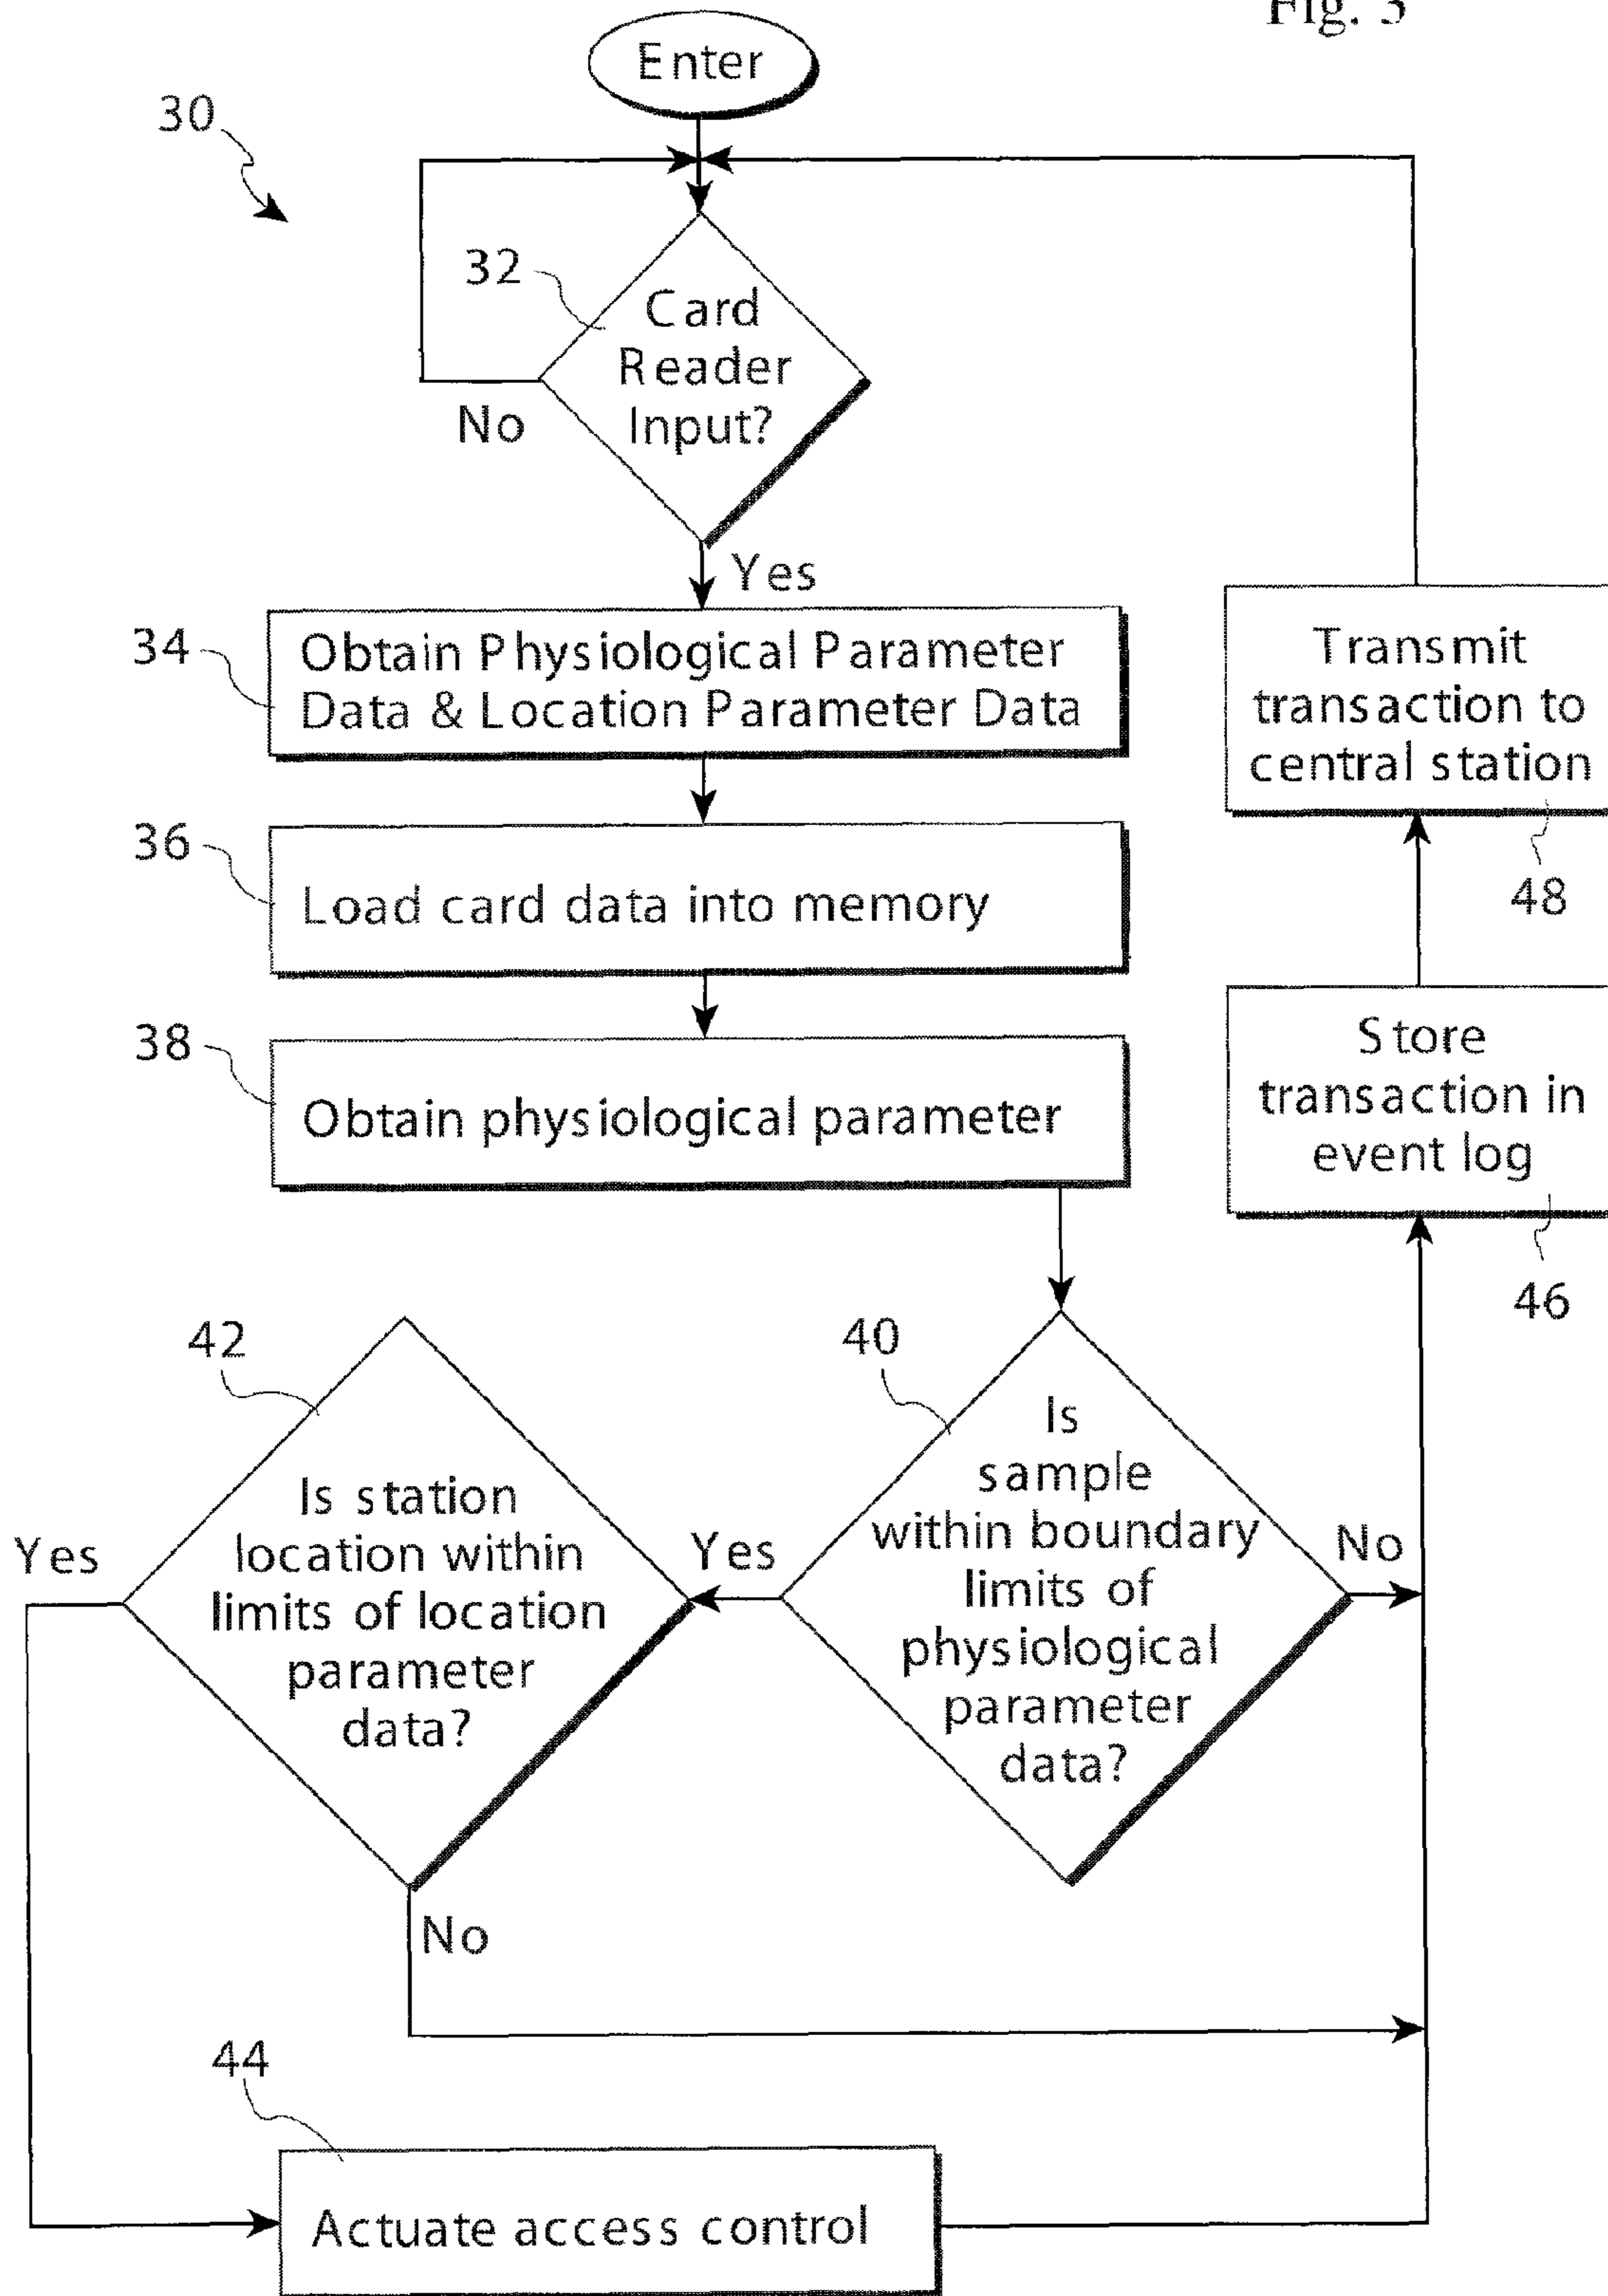 Fig. 3
Enter
30
32
Card
Reader
Input?
No
Yes
34
Obtain Physiological Parameter
Data & Location Parameter Data
Transmit
transaction to
central station
48
36
Load card data into memory
38
Obtain physiological parameter
Store
transaction in
event log
46
42
Is station
location within
limits of location
parameter
data?
Yes
No
40
Is
sample
within boundary
limits of
physiological
parameter
data?
Yes
No
44
Actuate access control